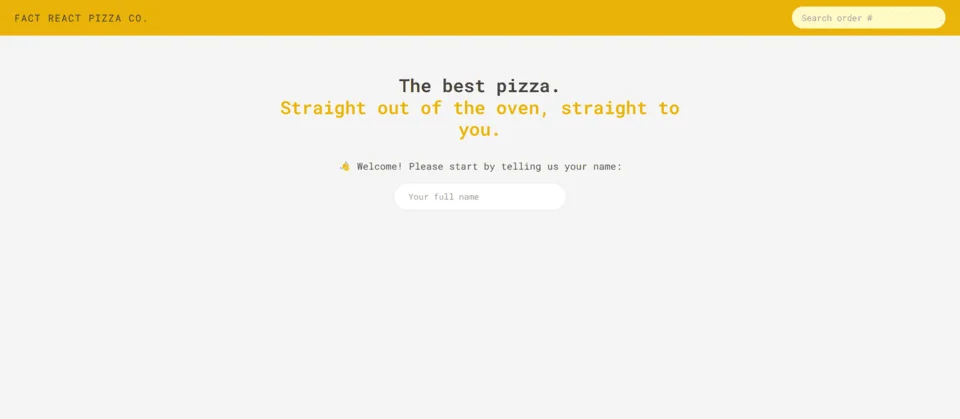 FACT REACT PIZZA CO.
Search order #
The best pizza.
Straight out of the oven, straight to
you.
👋 Welcome! Please start by telling us your name:
Your full name